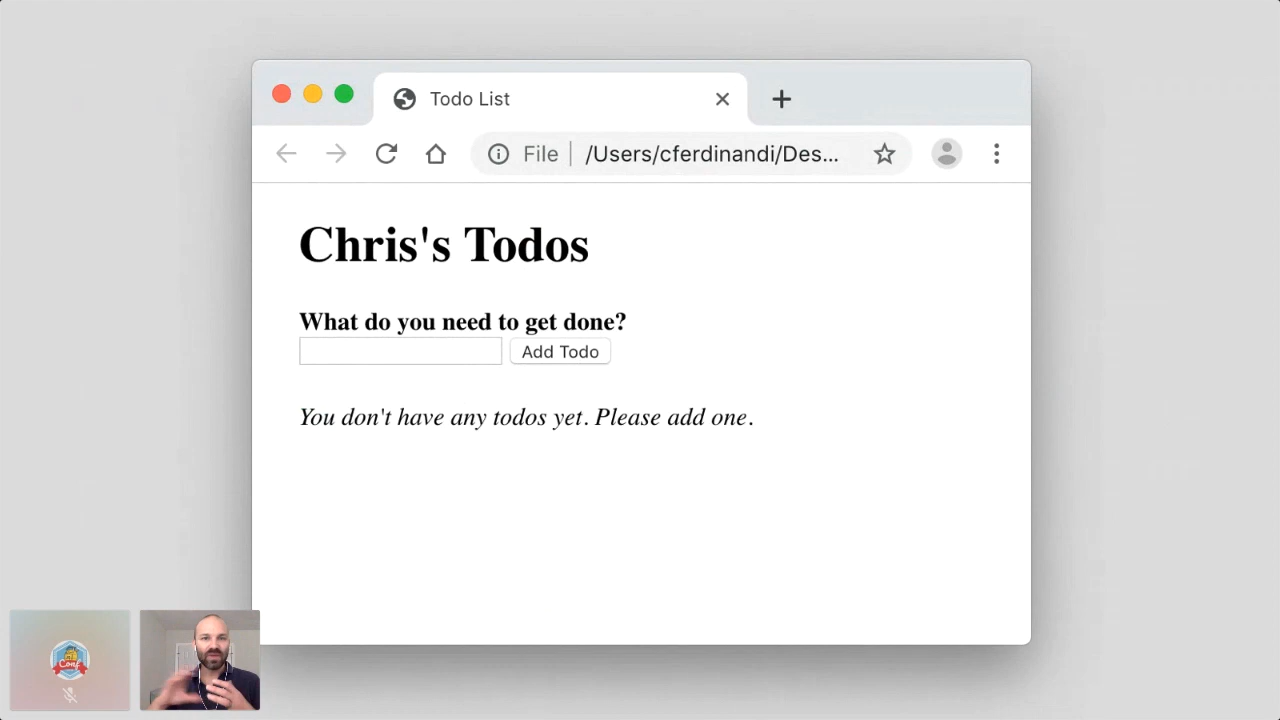 Todo List
File
/Users/cferdinandi/Des...
Chris's Todos
What do you need to get done?
Add Todo
You don't have any todos yet. Please add one.
Conf